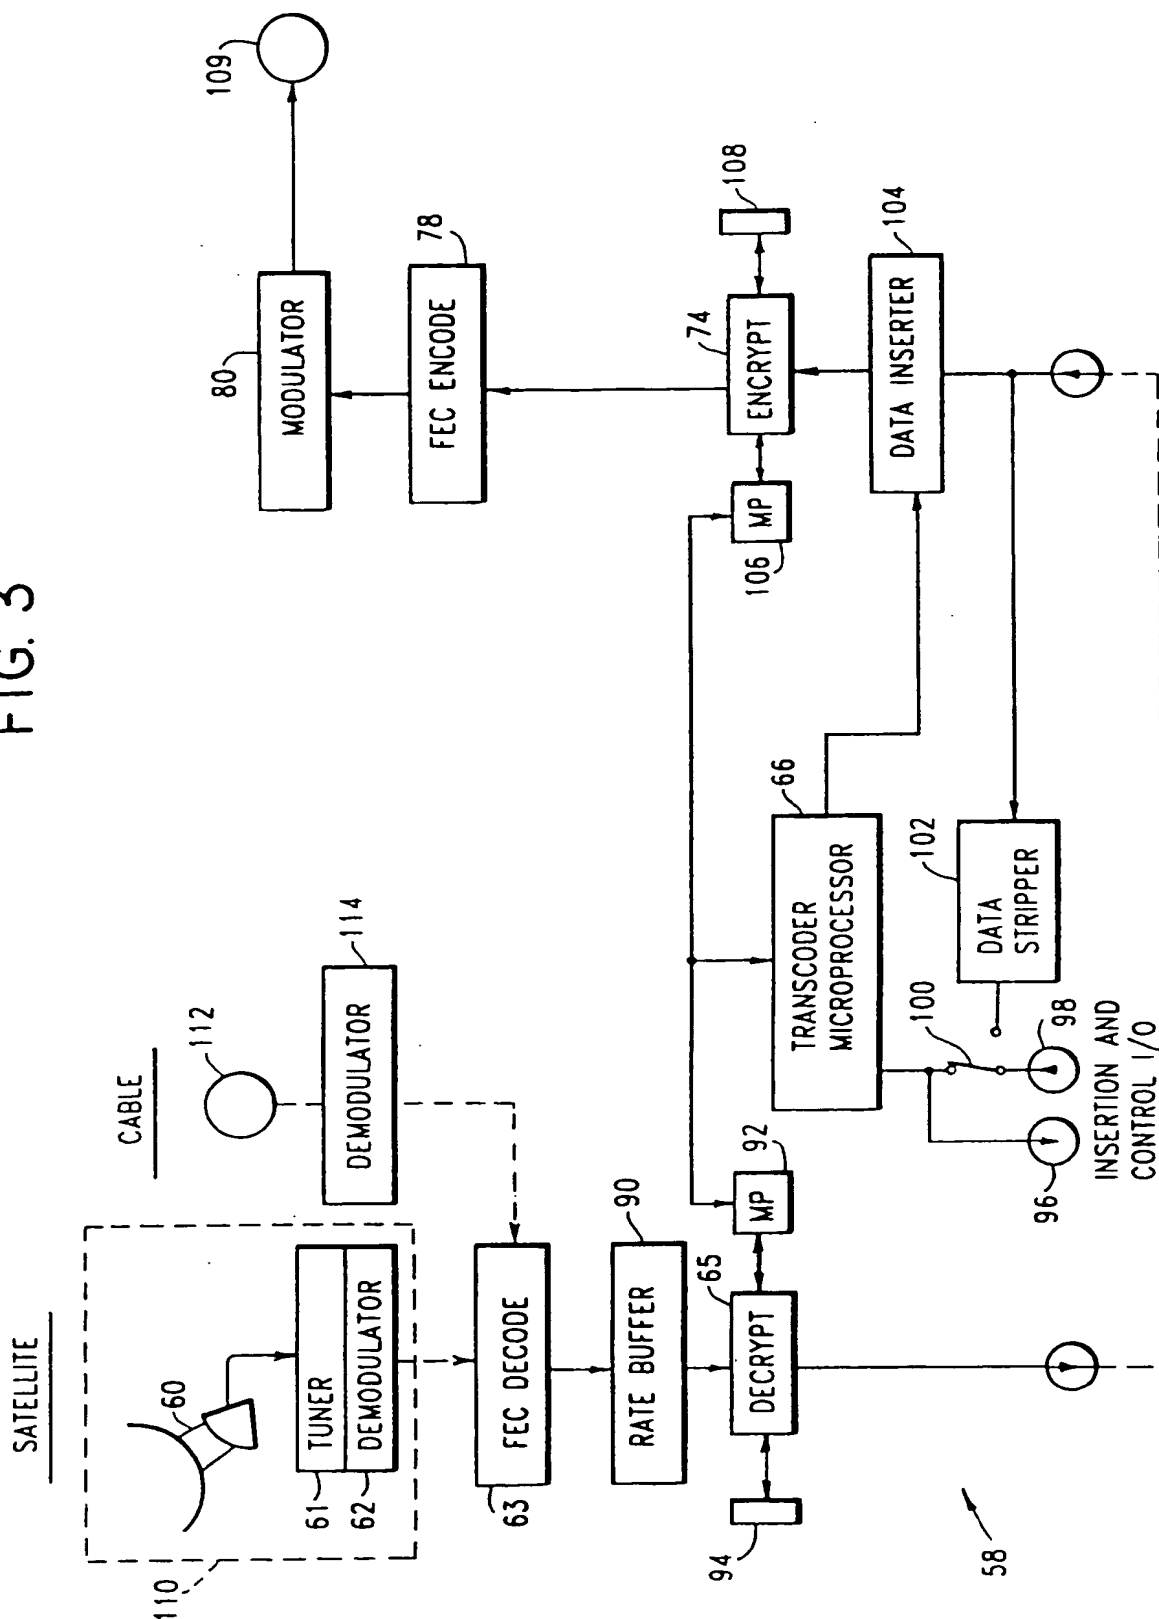 FIG. 3
SATELLITE
CABLE
110
60
61
TUNER
62
DEMODULATOR
112
DEMODULATOR
114
63
FEC DECODE
RATE BUFFER
90
94
DECRYPT
65
MP
92
58
TRANSCODER
MICROPROCESSOR
66
96
98
100
INSERTION AND
CONTROL I/O
DATA
STRIPPER
102
106
MP
ENCRYPT
74
108
DATA INSERTER
104
FEC ENCODE
78
80
MODULATOR
109